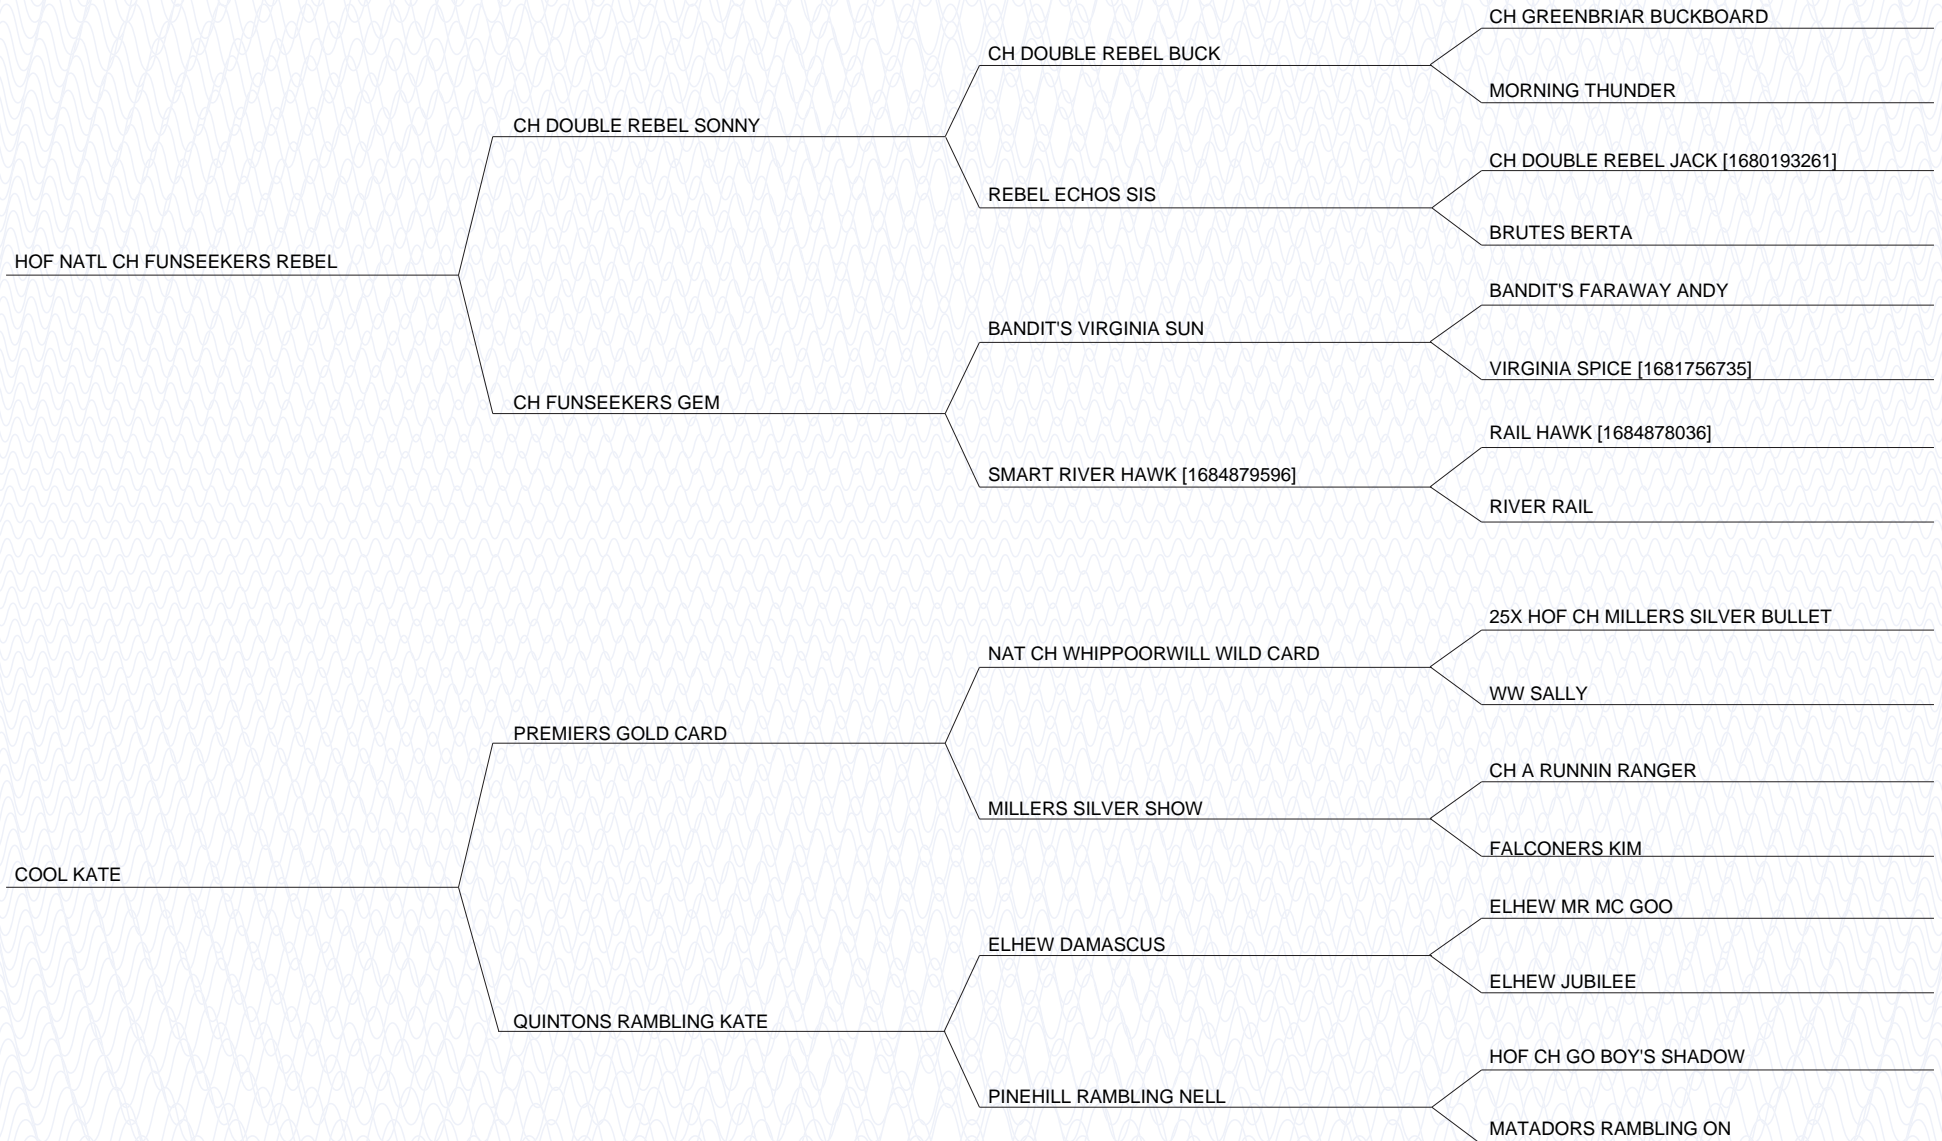 CH GREENBRIAR BUCKBOARD
CH DOUBLE REBEL BUCK
MORNING THUNDER
CH DOUBLE REBEL SONNY
CH DOUBLE REBEL JACK [1680193261]
REBEL ECHOS SIS
BRUTES BERTA
HOF NATL CH FUNSEEKERS REBEL
BANDIT'S FARAWAY ANDY
BANDIT'S VIRGINIA SUN
VIRGINIA SPICE [1681756735]
CH FUNSEEKERS GEM
RAIL HAWK [1684878036]
SMART RIVER HAWK [1684879596]
RIVER RAIL
25X HOF CH MILLERS SILVER BULLET
NAT CH WHIPPOORWILL WILD CARD
WW SALLY
PREMIERS GOLD CARD
CH A RUNNIN RANGER
MILLERS SILVER SHOW
FALCONERS KIM
COOL KATE
ELHEW MR MC GOO
ELHEW DAMASCUS
ELHEW JUBILEE
QUINTONS RAMBLING KATE
HOF CH GO BOY'S SHADOW
PINEHILL RAMBLING NELL
MATADORS RAMBLING ON